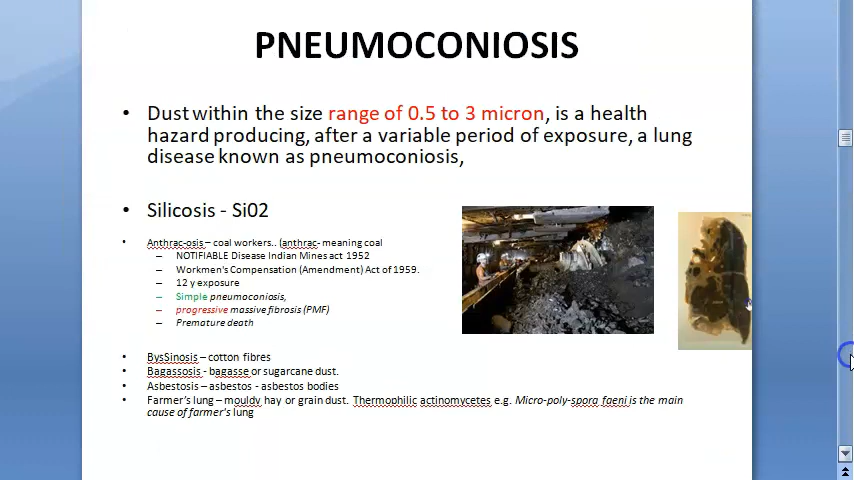 PNEUMOCONIOSIS
• Dust within the size range of 0.5 to 3 micron, is a health
hazard producing, after a variable period of exposure, a lung
disease known as pneumoconiosis,
• Silicosis - Si02
• Anthrac-osis – coal workers.. (anthrac- meaning coal
– NOTIFIABLE Disease Indian Mines act 1952
– Workmen's Compensation (Amendment) Act of 1959.
– 12 y exposure
– Simple pneumoconiosis,
– progressive massive fibrosis (PMF)
– Premature death
• BysSinosis – cotton fibres
• Bagassosis - bagasse or sugarcane dust.
• Asbestosis – asbestos - asbestos bodies
• Farmer's lung – mouldy hay or grain dust. Thermophilic actinomycetes e.g. Micro-poly-spora faeni is the main
cause of farmer's lung